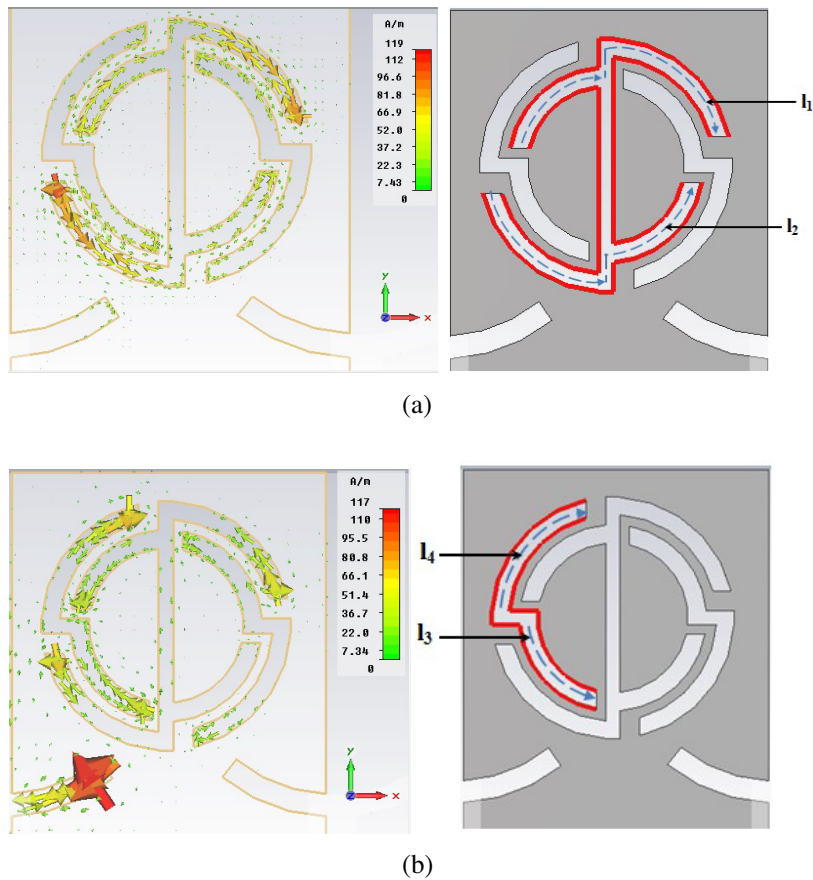 A/m
119
112
96.6
81.8
66.9
52.0
37.2
22.3
7.43
0
y
x
z
l1
l2
(a)
A/m
117
110
95.5
80.8
66.1
51.4
36.7
22.0
7.34
0
y
x
z
l4
l3
(b)